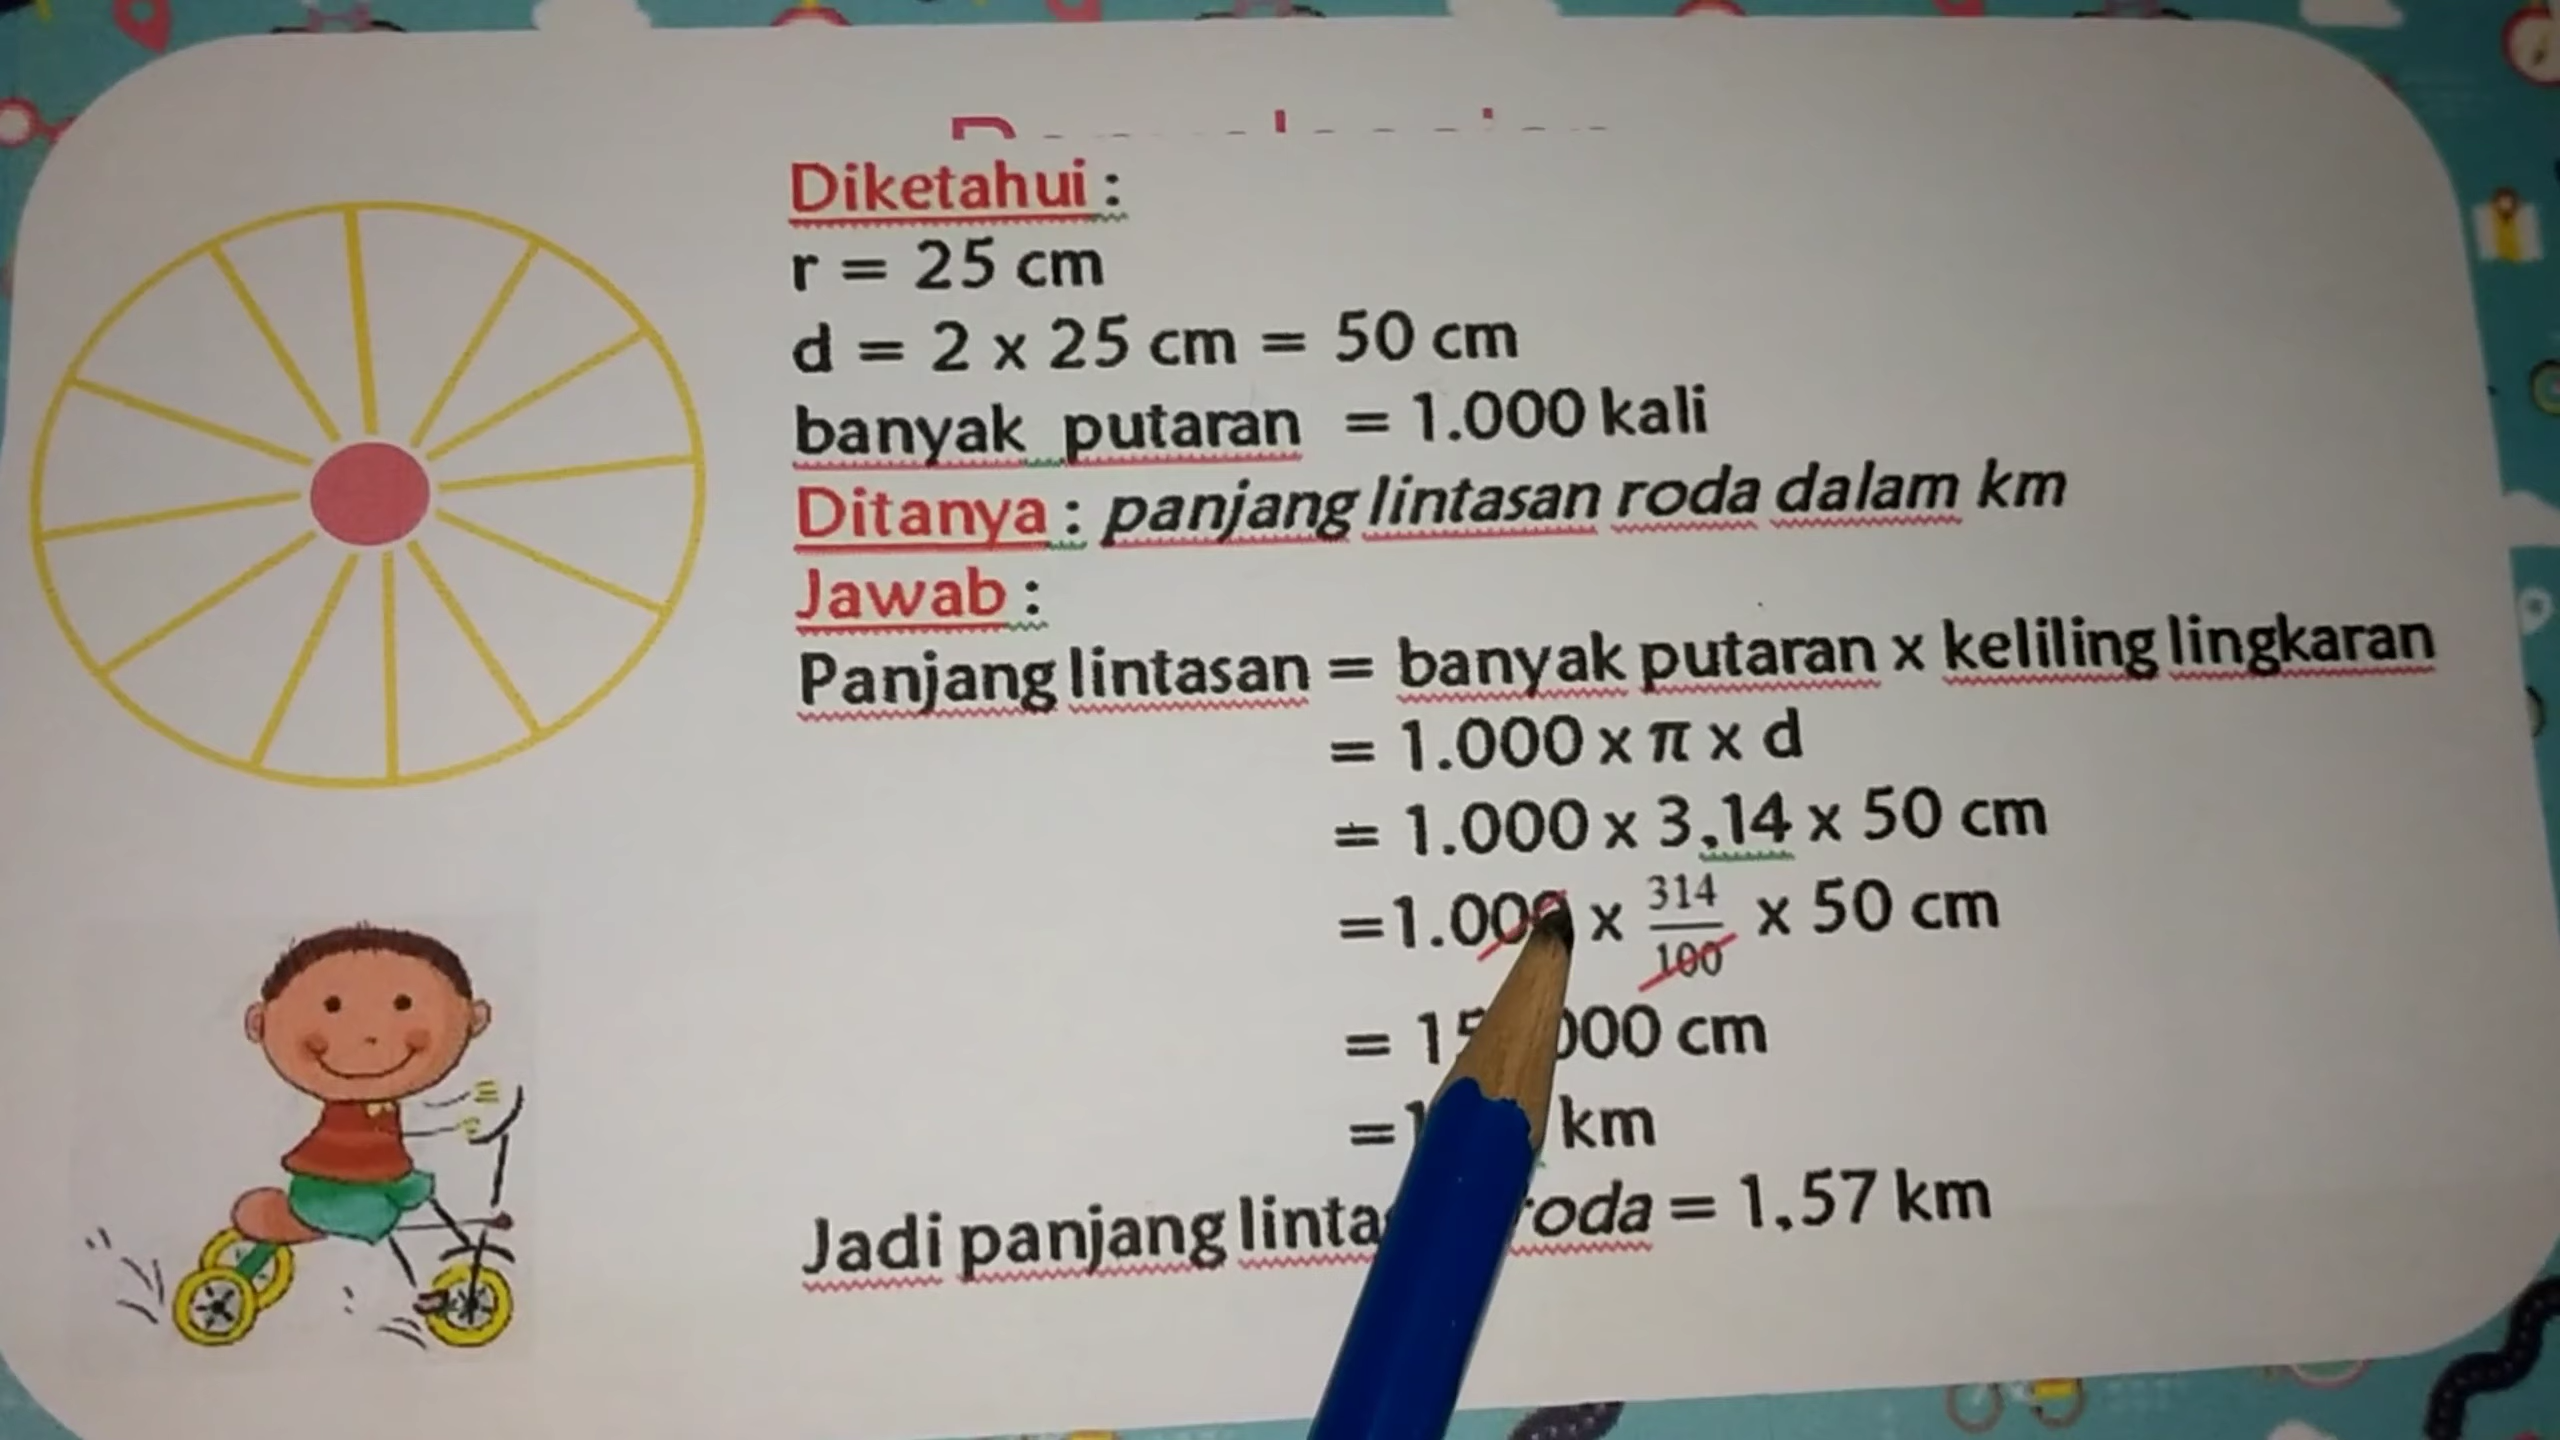 Diketahui :
r = 25 cm
d = 2 x 25 cm = 50 cm
banyak putaran = 1.000 kali
Ditanya : panjang lintasan roda dalam km
Jawab :
Panjang lintasan = banyak putaran x keliling lingkaran
= 1.000 x π x d
= 1.000 x 3,14 x 50 cm
=1.000 x 314/100 x 50 cm
= cm
= km
Jadi panjang roda = 1,57 km